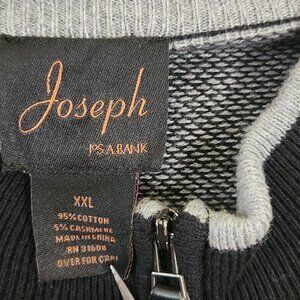 Joseph
JOS. A. BANK
XXL
95% COTTON
5% CASHMERE
MADE IN CHINA
RN 31608
OVER FOR CARE